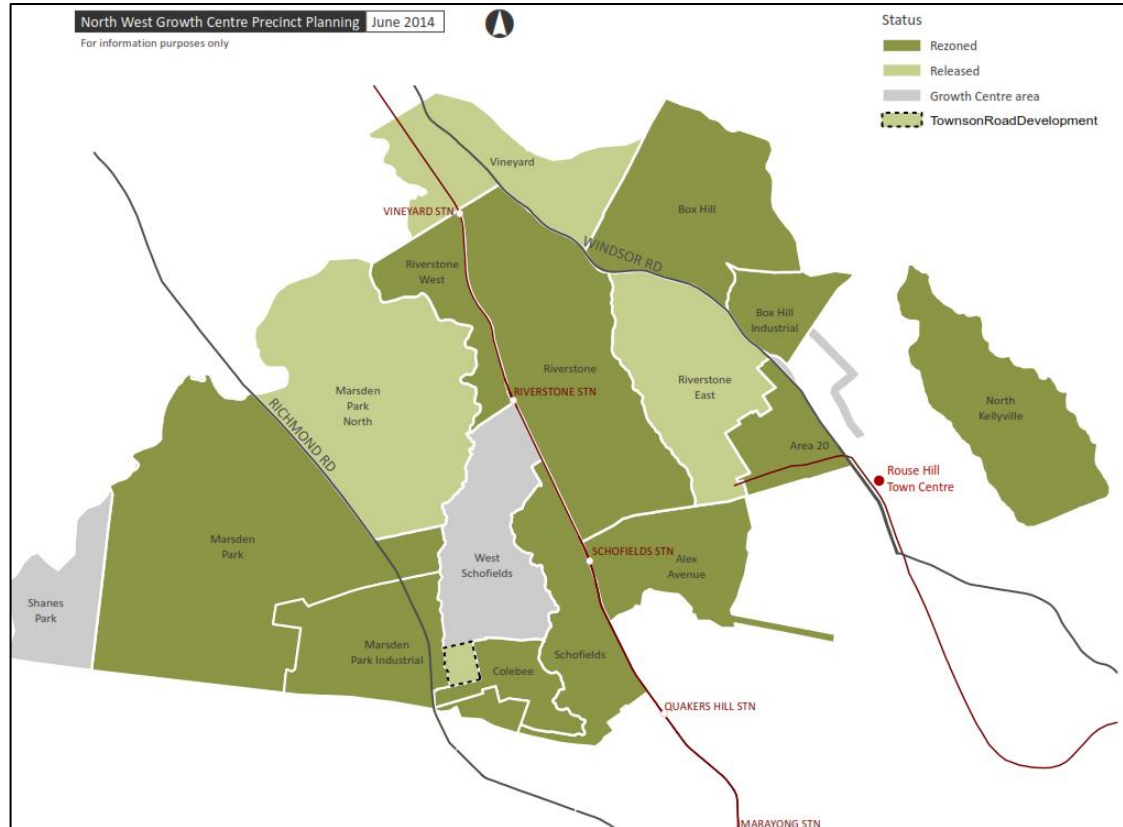 North West Growth Centre Precinct Planning June 2014
For information purposes only
Status
Rezoned
Released
Growth Centre area
TownsonRoadDevelopment
Vineyard
VINEYARD STN
Box Hill
WINDSOR RD
Riverstone
West
Box Hill
Industrial
Riverstone
Riverstone
East
Marsden
Park
North
RIVERSTONE STN
North
Kellyville
RICHMOND RD
Area 20
Rouse Hill
Town Centre
Marsden
Park
West
Schofields
SCHOFIELDS STN
Alex
Avenue
Shanes
Park
Marsden
Park Industrial
Colebee
Schofields
QUAKERS HILL STN
MARAYONG STN